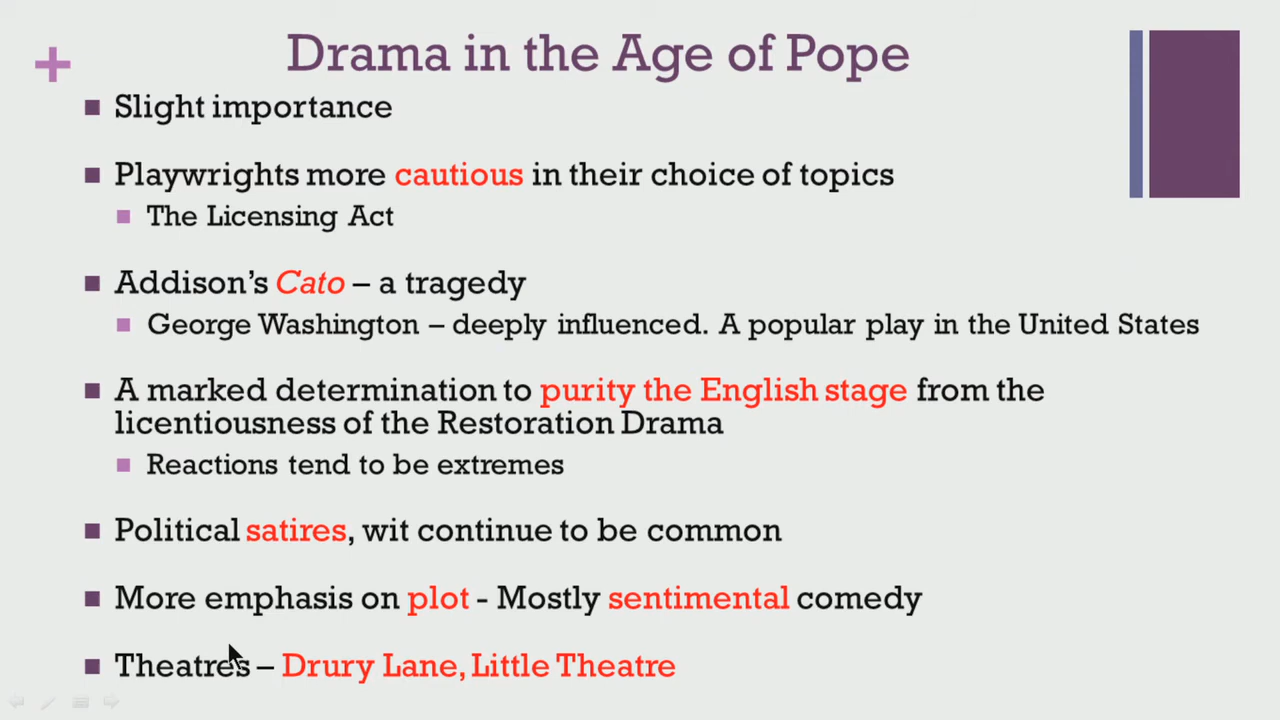 Drama in the Age of Pope
Slight importance
Playwrights more cautious in their choice of topics
The Licensing Act
Addison's Cato – a tragedy
George Washington – deeply influenced. A popular play in the United States
A marked determination to purity the English stage from the
licentiousness of the Restoration Drama
Reactions tend to be extremes
Political satires, wit continue to be common
More emphasis on plot - Mostly sentimental comedy
Theatres – Drury Lane, Little Theatre